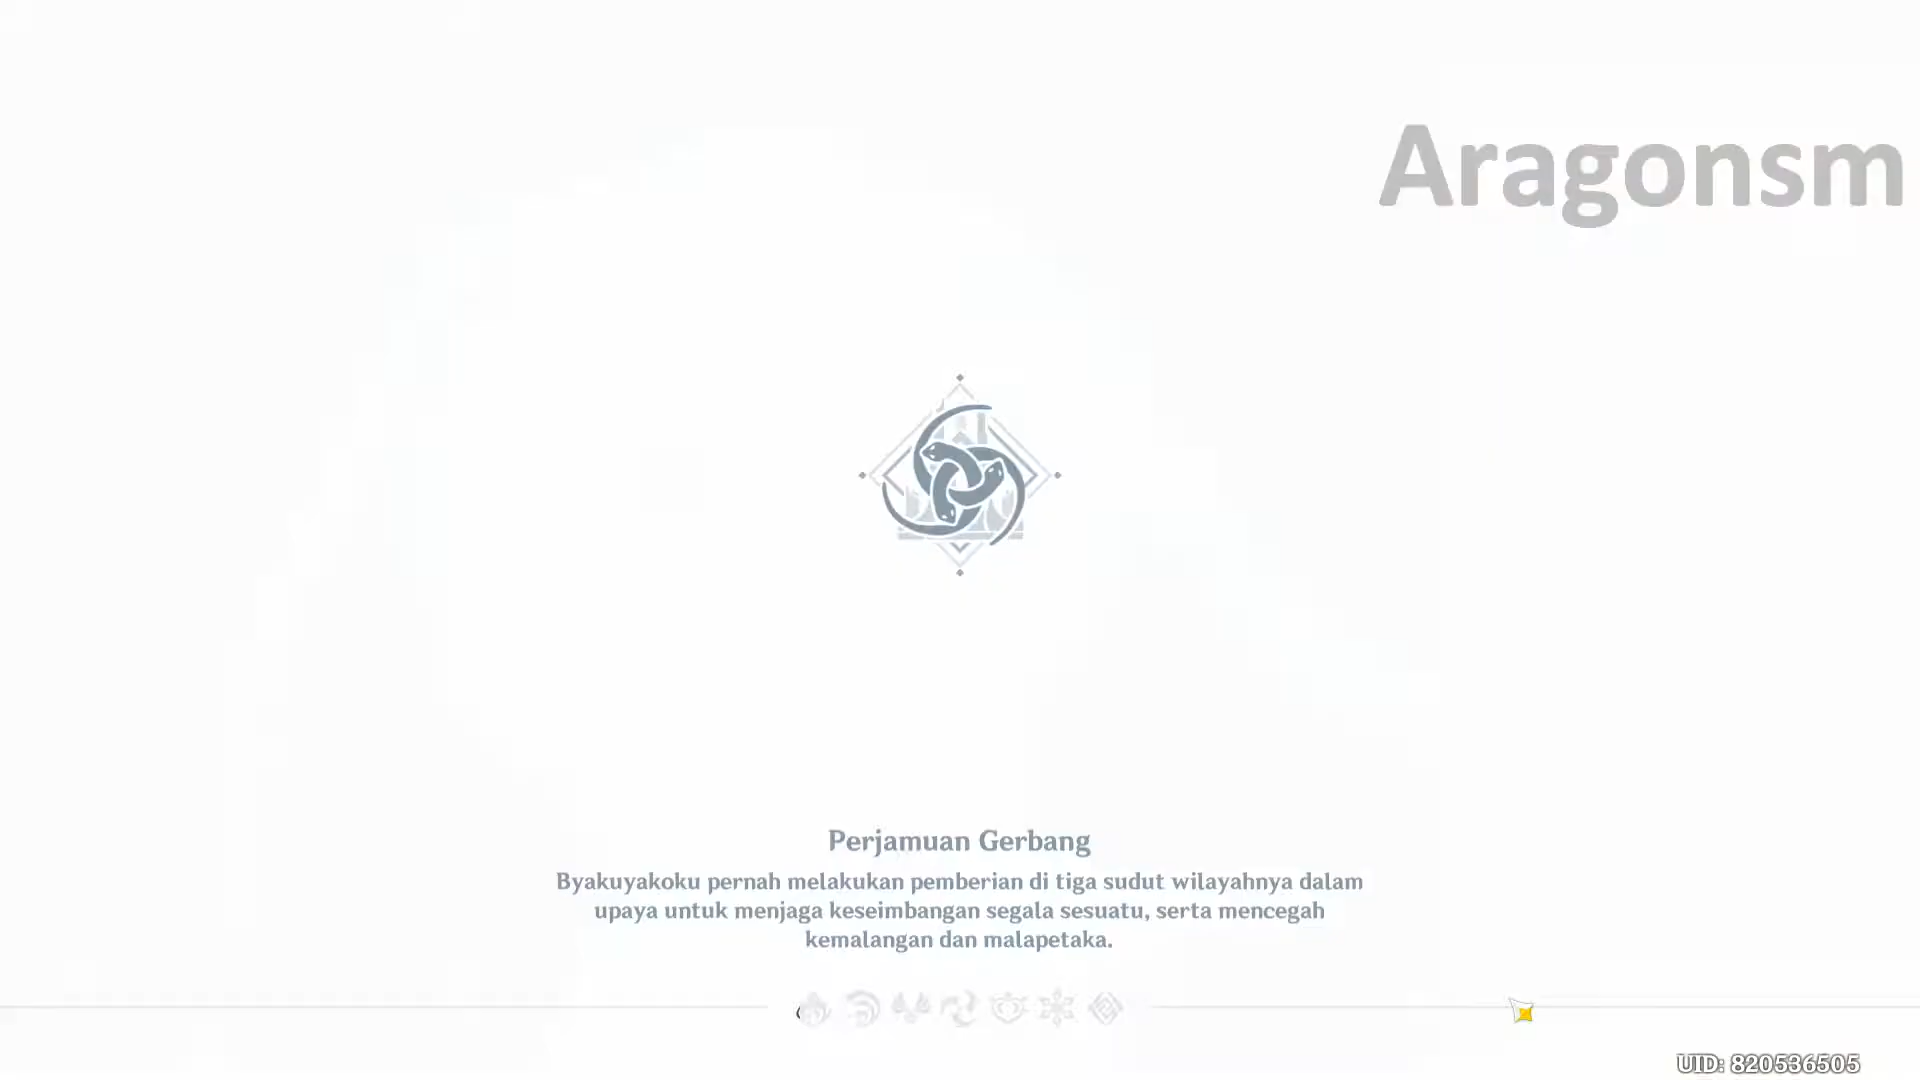 Aragonsm
Perjamuan Gerbang
Byakuyakoku pernah melakukan pemberian di tiga sudut wilayahnya dalam
upaya untuk menjaga keseimbangan segala sesuatu, serta mencegah
kemalangan dan malapetaka.
UID: 820536505